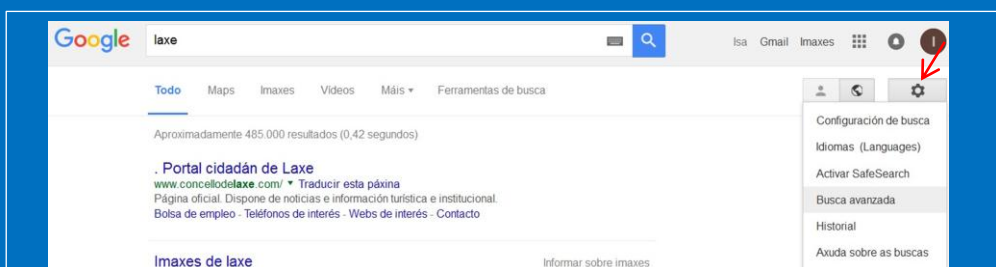 Google laxe Isa Gmail Imaxes I
Todo Maps Imaxes Vídeos Máis Ferramentas de busca
Aproximadamente 485.000 resultados (0,42 segundos)
. Portal cidadán de Laxe
www.concellodelaxe.com/ Traducir esta páxina
Página oficial. Dispone de noticias e información turística e institucional.
Bolsa de empleo - Teléfonos de interés - Webs de interés - Contacto
Imaxes de laxe Informar sobre imaxes
Configuración de busca
Idiomas (Languages)
Activar SafeSearch
Busca avanzada
Historial
Axuda sobre as buscas